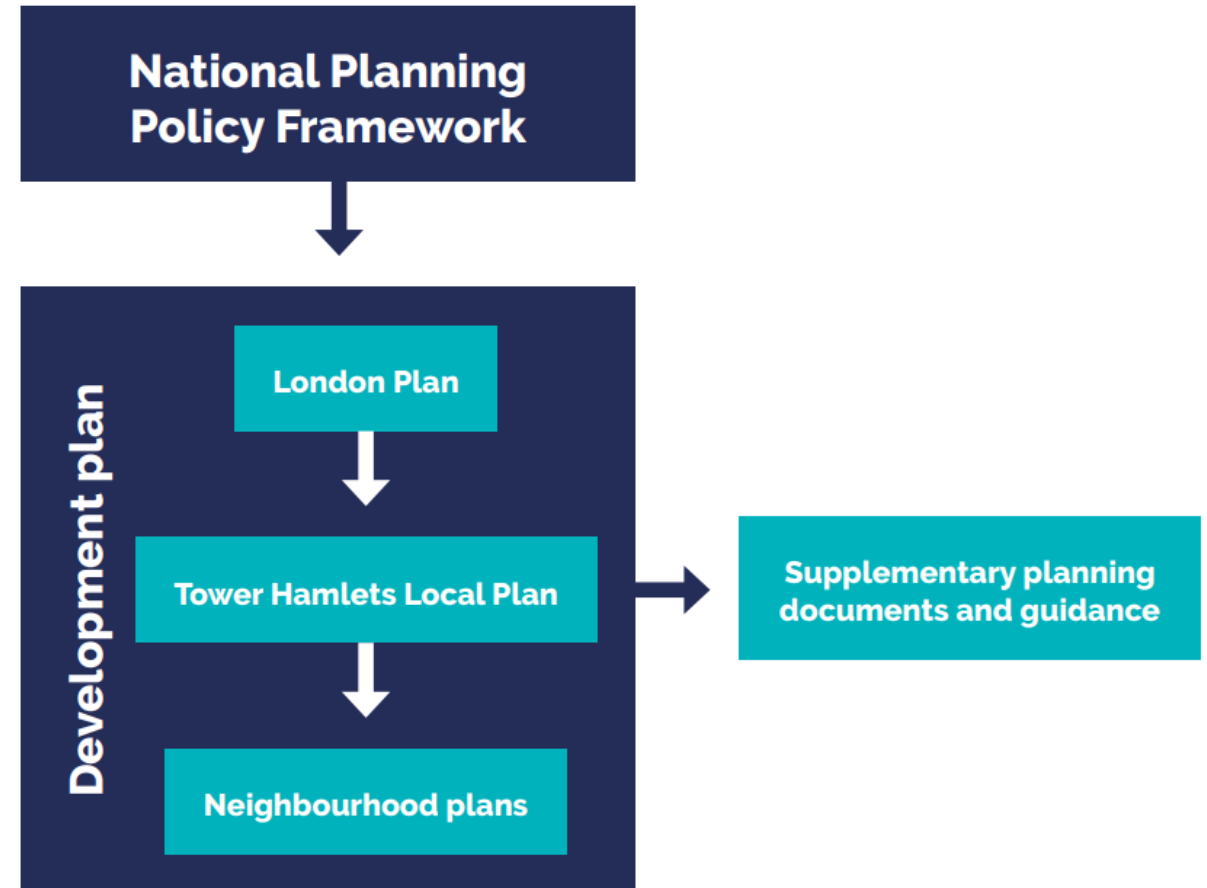 National Planning
Policy Framework
Development plan
London Plan
Tower Hamlets Local Plan
Neighbourhood plans
Supplementary planning
documents and guidance